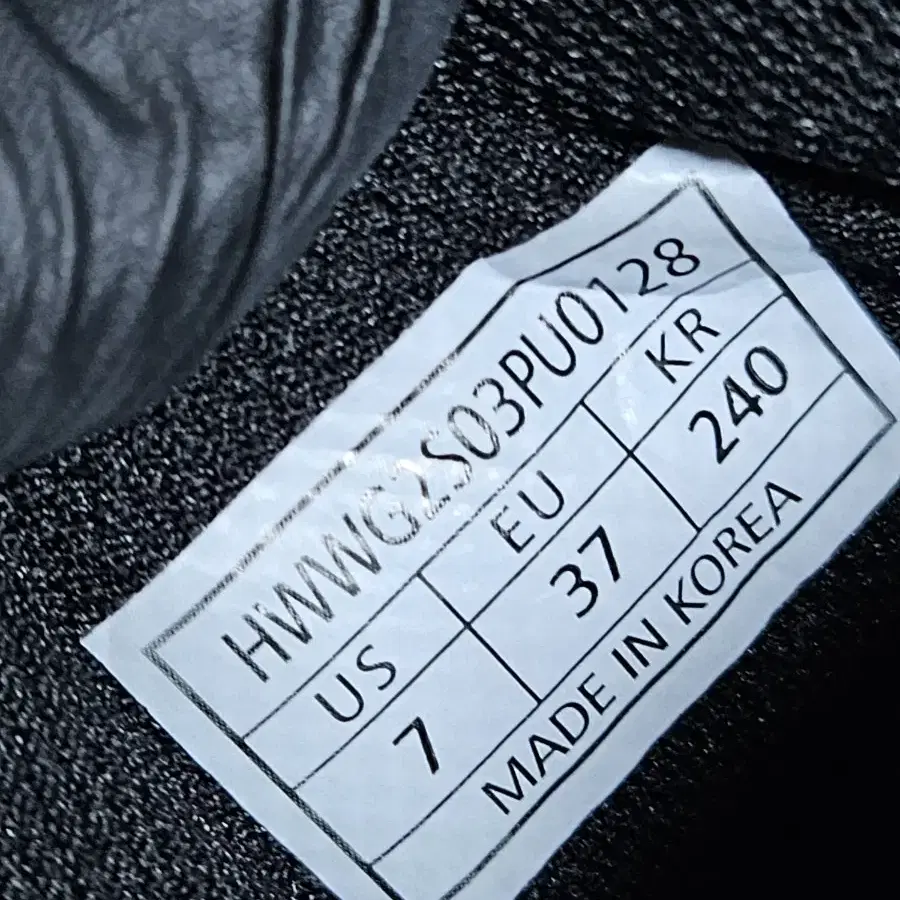 HWWG2S03PU0128
US EU KR
7 37 240
MADE IN KOREA